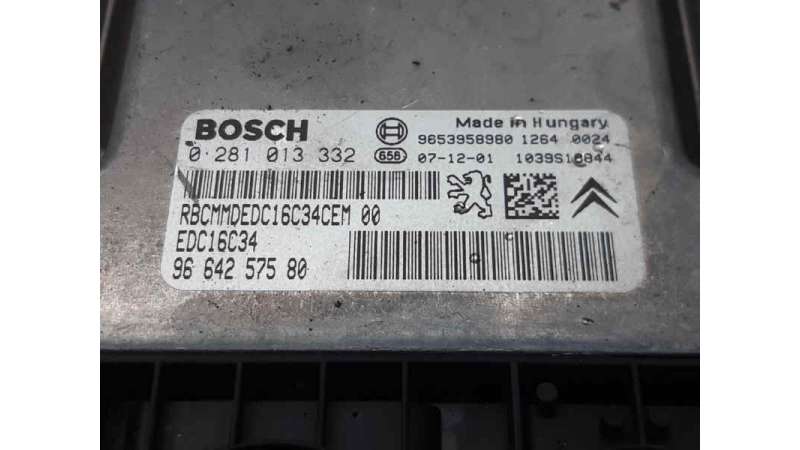 BOSCH
Made in Hungary
9653958980 1264 0024
0 281 013 332
656 07-12-01
RBCMMDEDC16C34CEM 00
EDC16C34
96 642 575 80